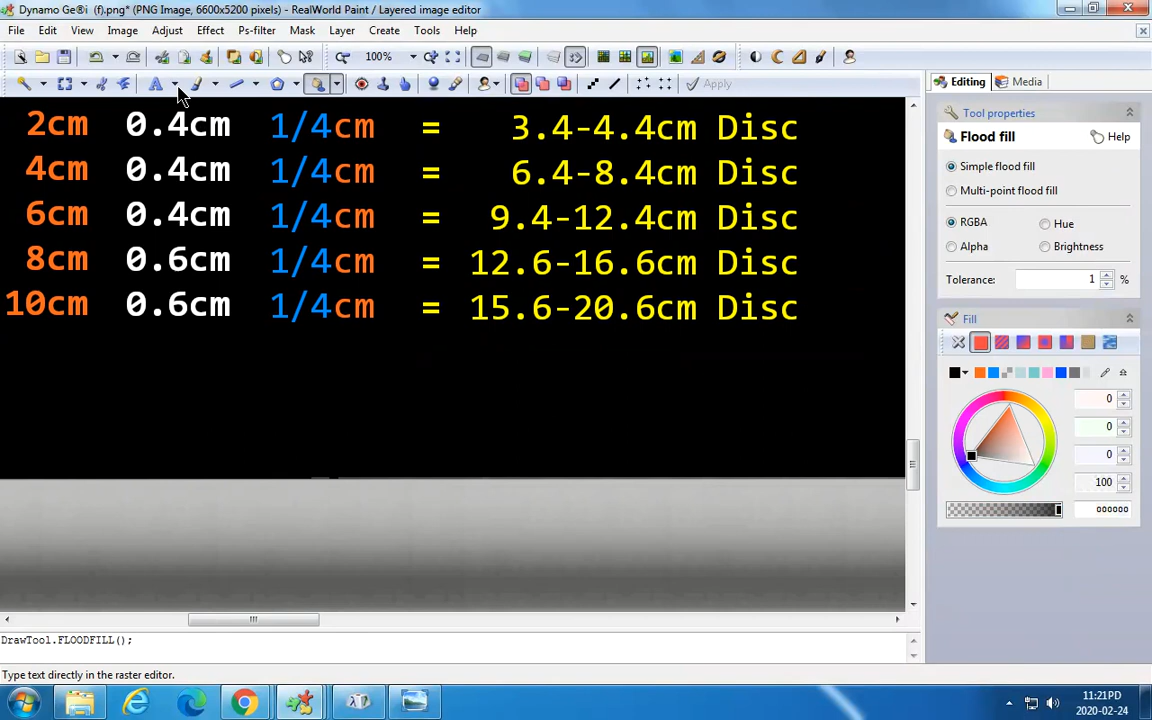 Dynamo Ge®i (f).png* (PNG Image, 6600x5200 pixels) - RealWorld Paint / Layered image editor
File Edit View Image Adjust Effect Ps-filter Mask Layer Creative Tools Help
100%
Apply
Editing Media
Tool properties
Flood fill Help
Simple flood fill
Multi-point flood fill
RGBA Hue
Alpha Brightness
Tolerance: 1 %
Fill
0
0
0
100
000000
2cm 0.4cm 1/4cm = 3.4-4.4cm Disc
4cm 0.4cm 1/4cm = 6.4-8.4cm Disc
6cm 0.4cm 1/4cm = 9.4-12.4cm Disc
8cm 0.6cm 1/4cm = 12.6-16.6cm Disc
10cm 0.6cm 1/4cm = 15.6-20.6cm Disc
DrawTool.FLOODFILL();
Type text directly in the raster editor.
11:21PD
2020-02-24